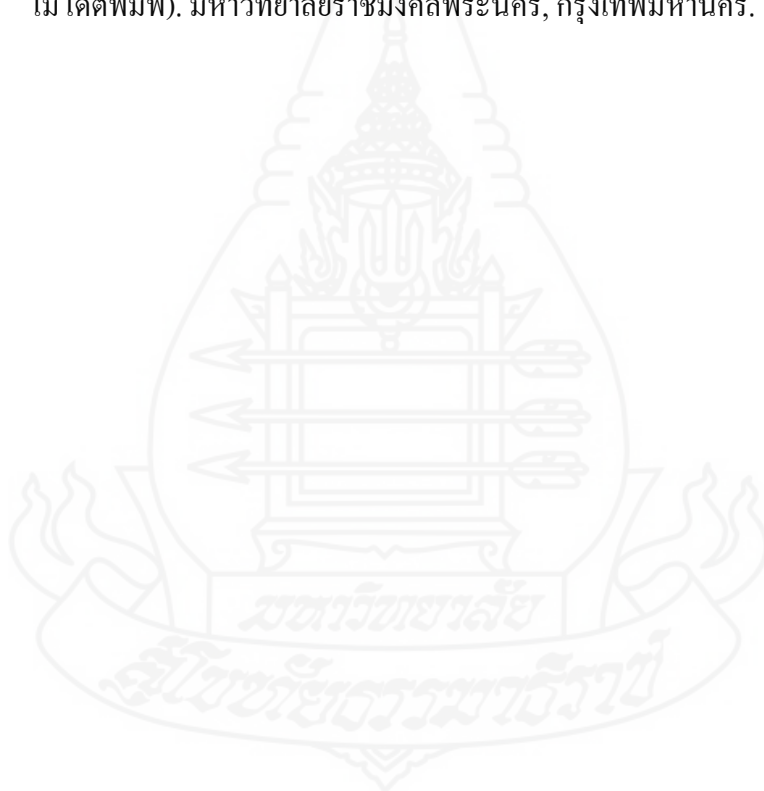 ไม่ได้ตีพิมพ์). มหาวิทยาลัยราชมงคลพระนคร, กรุงเทพมหานคร.
มหาวิทยาลัย
สุโขทัยธรรมาธิราช